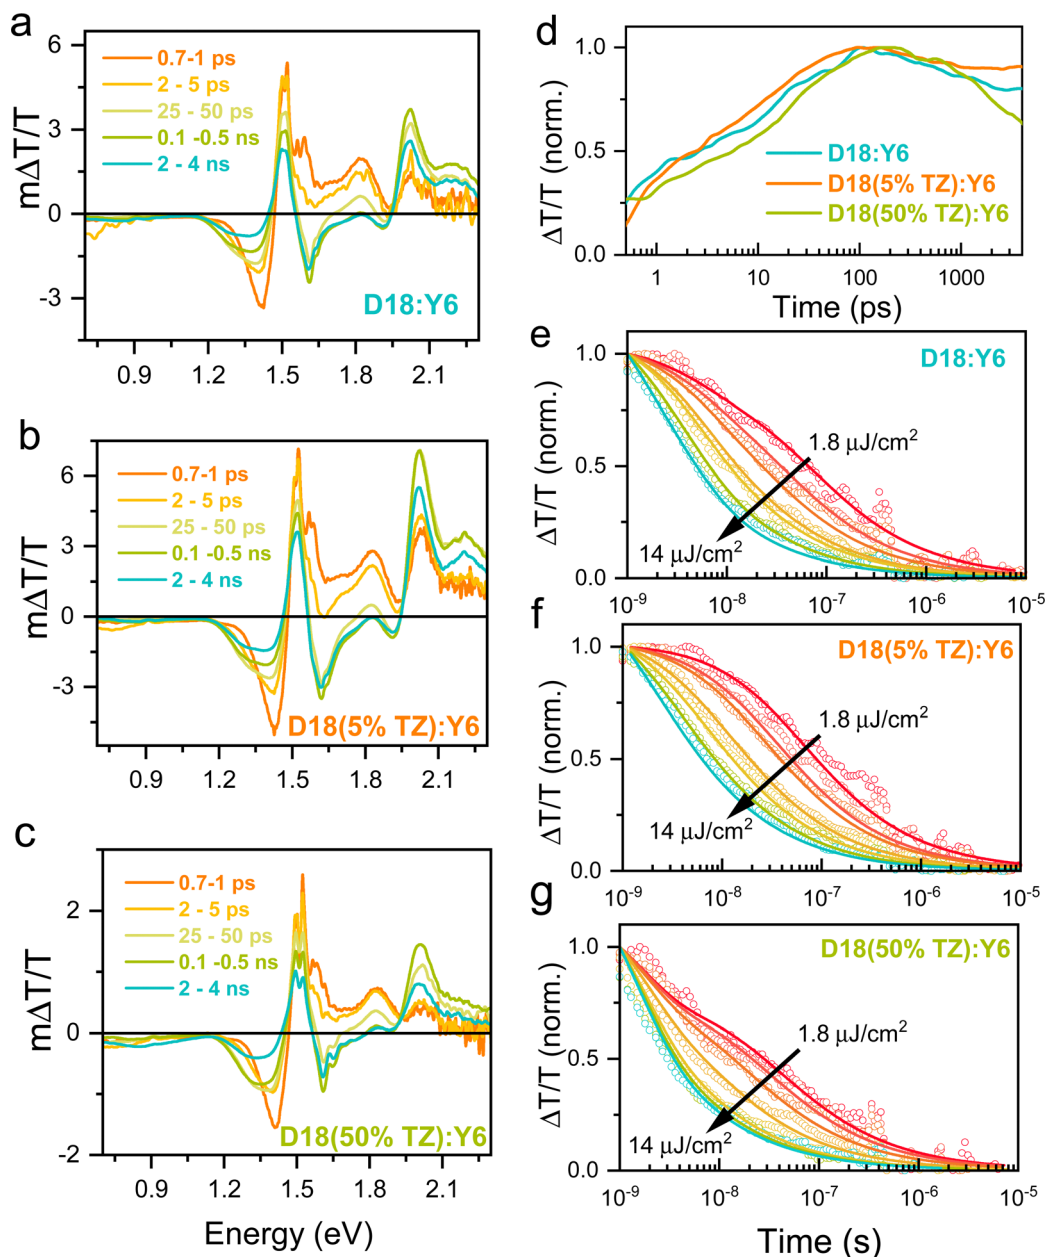 a
6
3
0
-3
mΔT/T
0.7-1 ps
2 - 5 ps
25 - 50 ps
0.1 -0.5 ns
2 - 4 ns
D18:Y6
0.9 1.2 1.5 1.8 2.1
b
6
3
0
-3
mΔT/T
0.7-1 ps
2 - 5 ps
25 - 50 ps
0.1 -0.5 ns
2 - 4 ns
D18(5% TZ):Y6
0.9 1.2 1.5 1.8 2.1
c
2
0
-2
mΔT/T
0.7-1 ps
2 - 5 ps
25 - 50 ps
0.1 -0.5 ns
2 - 4 ns
D18(50% TZ):Y6
0.9 1.2 1.5 1.8 2.1
Energy (eV)
d
1.0
0.5
0.0
ΔT/T (norm.)
D18:Y6
D18(5% TZ):Y6
D18(50% TZ):Y6
1 10 100 1000
Time (ps)
e
1.0
0.5
0.0
ΔT/T (norm.)
D18:Y6
1.8 μJ/cm²
14 μJ/cm²
10⁻⁹ 10⁻⁸ 10⁻⁷ 10⁻⁶ 10⁻⁵
f
1.0
0.5
0.0
ΔT/T (norm.)
D18(5% TZ):Y6
1.8 μJ/cm²
14 μJ/cm²
10⁻⁹ 10⁻⁸ 10⁻⁷ 10⁻⁶ 10⁻⁵
g
1.0
0.5
0.0
ΔT/T (norm.)
D18(50% TZ):Y6
1.8 μJ/cm²
14 μJ/cm²
10⁻⁹ 10⁻⁸ 10⁻⁷ 10⁻⁶ 10⁻⁵
Time (s)